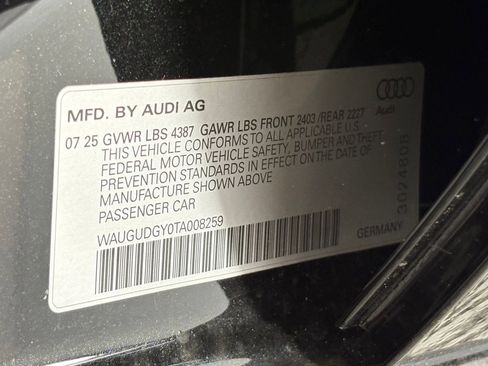 MFD. BY AUDI AG
Audi
07 25 GVWR LBS 4387 GAWR LBS FRONT 2403 /REAR 2227
THIS VEHICLE CONFORMS TO ALL APPLICABLE U.S.
FEDERAL MOTOR VEHICLE SAFETY, BUMPER AND THEFT
PREVENTION STANDARDS IN EFFECT ON THE DATE OF
MANUFACTURE SHOWN ABOVE
PASSENGER CAR
WAUGUDGY0TA008259
GERMANY
3024808